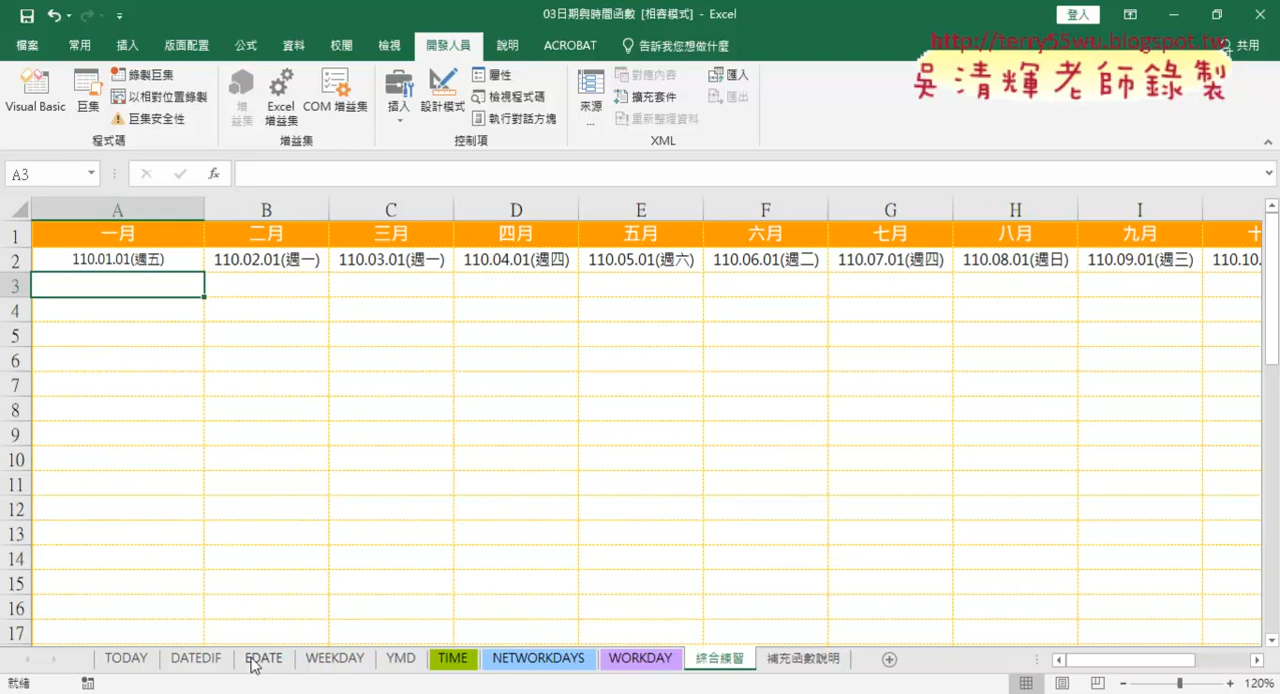 03日期與時間函數 [相容模式] - Excel
登入
檔案 常用 插入 版面配置 公式 資料 校閱 檢視 開發人員 說明 ACROBAT 告訴我您想做什麼 共用
http://terry55wu.blogspot.tw
吳清輝老師錄製
Visual Basic 巨集 錄製巨集 以相對位置錄製 巨集安全性
程式碼
增益集 Excel 增益集 COM 增益集
增益集
插入 設計模式 屬性 檢視程式碼 執行對話方塊
控制項
來源... 對應內容 擴充套件 重新整理資料 匯入 匯出
XML
A3 fx
A B C D E F G H I
1 一月 二月 三月 四月 五月 六月 七月 八月 九月 十
2 110.01.01(週五) 110.02.01(週一) 110.03.01(週一) 110.04.01(週四) 110.05.01(週六) 110.06.01(週二) 110.07.01(週四) 110.08.01(週日) 110.09.01(週三) 110.10.
3
4
5
6
7
8
9
10
11
12
13
14
15
16
17
TODAY DATEDIF EDATE WEEKDAY YMD TIME NETWORKDAYS WORKDAY 綜合練習 補充函數說明
就緒 120%